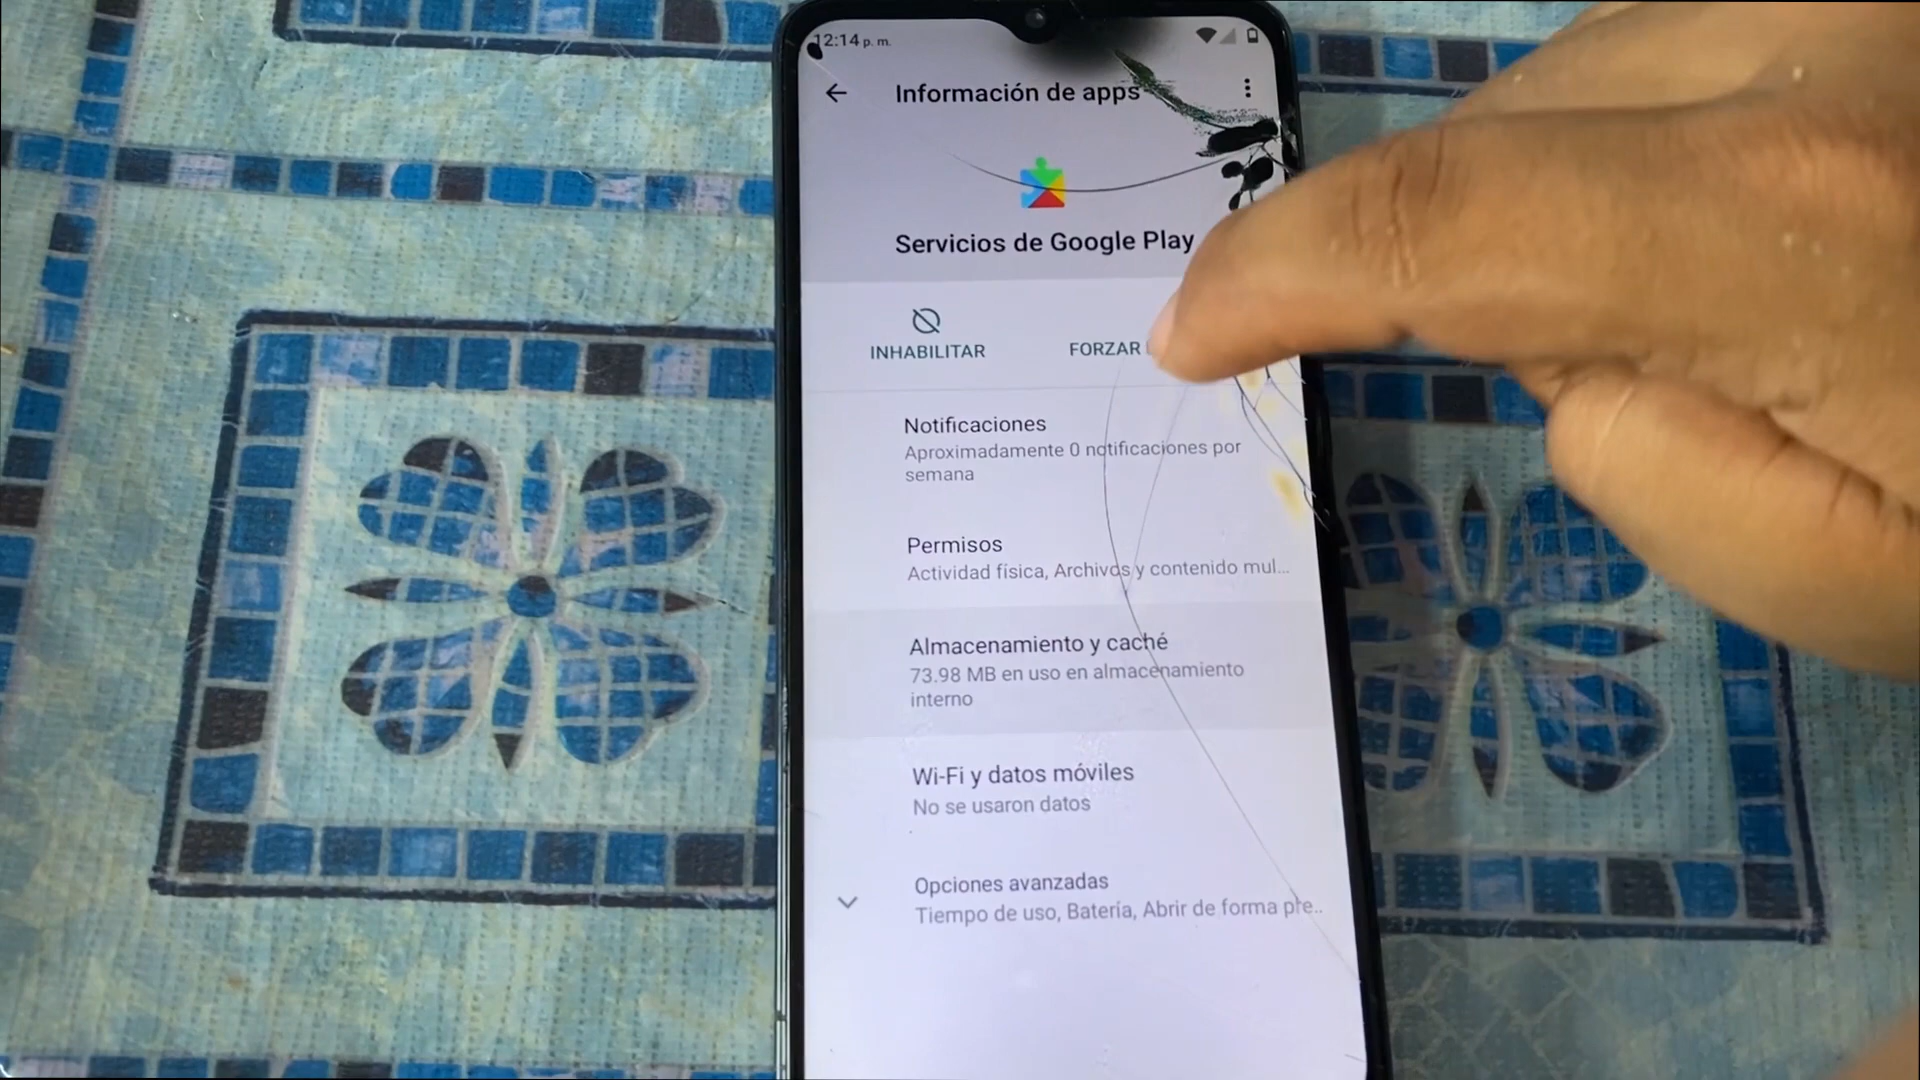 12:14 p. m.
Información de apps
Servicios de Google Play
INHABILITAR
FORZAR
Notificaciones
Aproximadamente 0 notificaciones por
semana
Permisos
Actividad física, Archivos y contenido mul...
Almacenamiento y caché
73.98 MB en uso en almacenamiento
interno
Wi-Fi y datos móviles
No se usaron datos
Opciones avanzadas
Tiempo de uso, Batería, Abrir de forma pre..